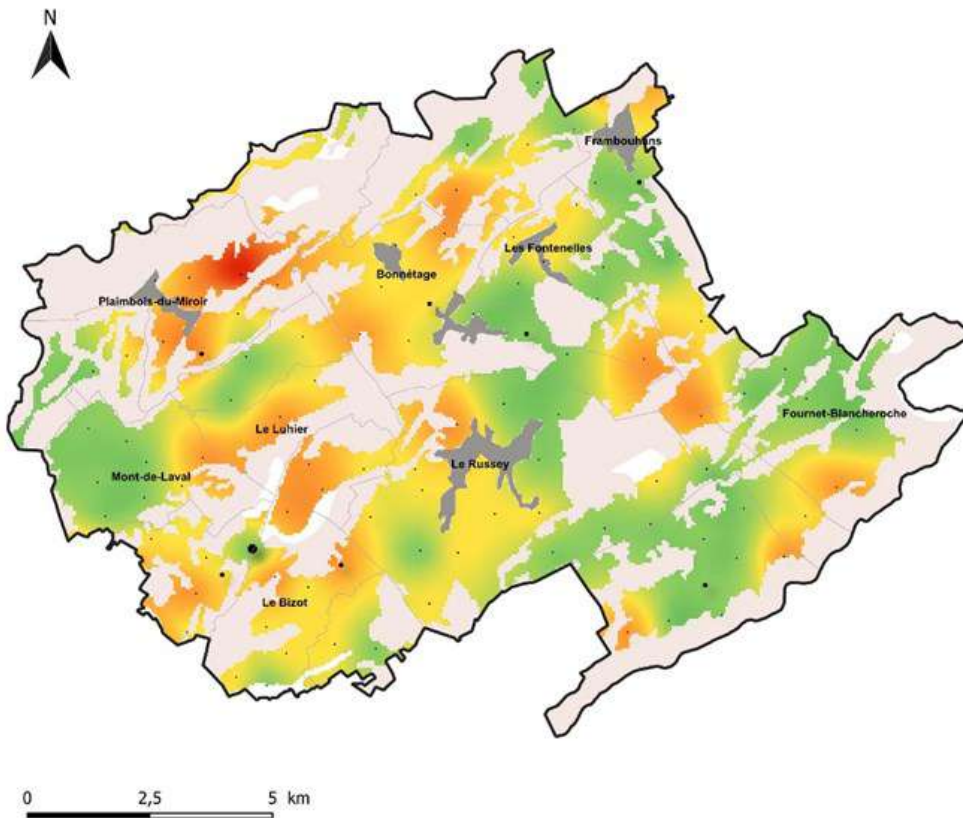 N
Frambouhans
Les Fontenelles
Bonnétage
Plaimbois-du-Miroir
Fournet-Blancheroche
Le Luhier
Le Russey
Mont-de-Laval
Le Bizot
0 2,5 5 km